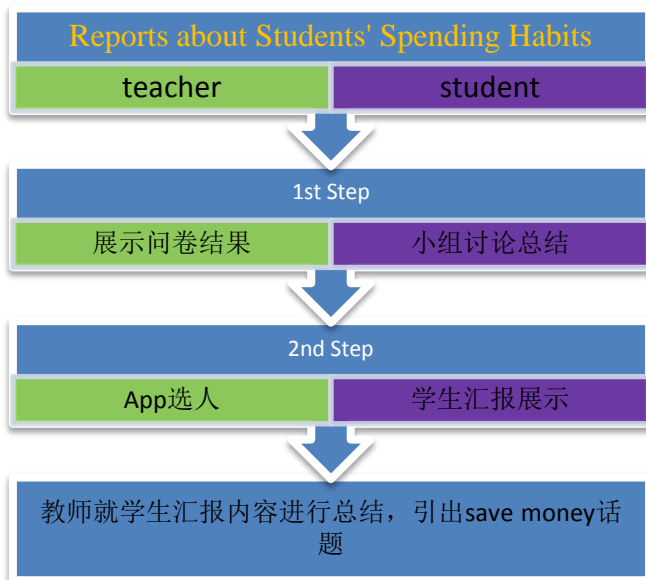 Reports about Students' Spending Habits
teacher
student
1st Step
展示问卷结果
小组讨论总结
2nd Step
App选人
学生汇报展示
教师就学生汇报内容进行总结，引出save money话
题